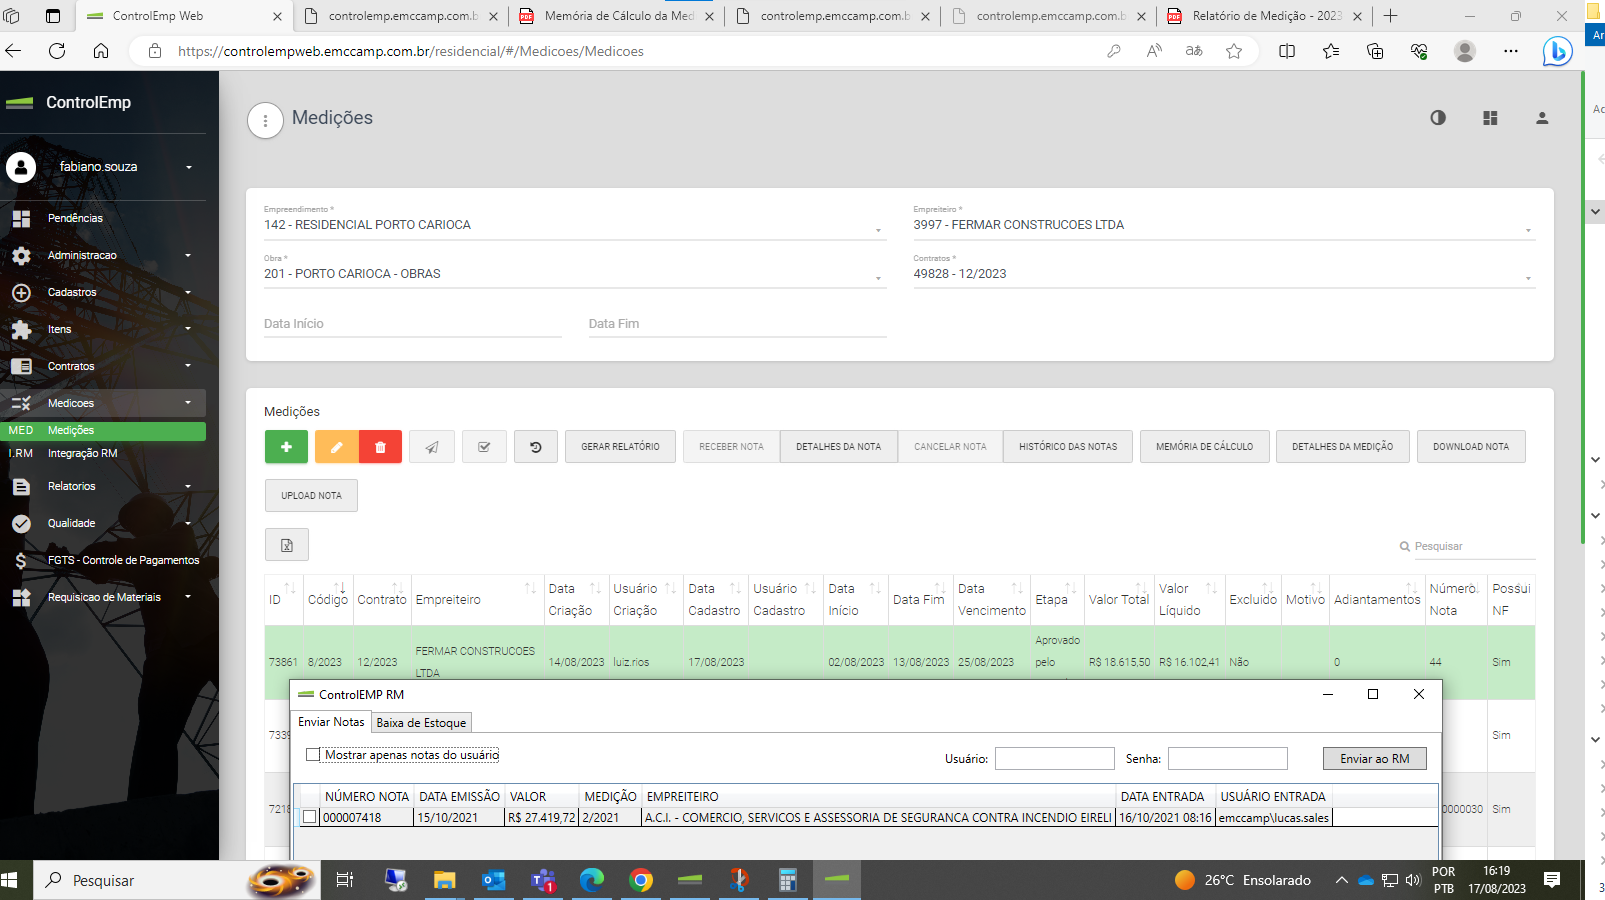 ControlEmp Web
controlemp.emccamp.com.b
Memória de Cálculo da Med
controlemp.emccamp.com.b
controlemp.emccamp.com.b
Relatório de Medição - 2023
Ar
https://controlempweb.emccamp.com.br/residencial/#/Medicoes/Medicoes
ControlEmp
fabiano.souza
Pendências
Administracao
Cadastros
Itens
Contratos
Medicoes
MED Medições
I.RM Integração RM
Relatorios
Qualidade
FGTS - Controle de Pagamentos
Requisicao de Materiais
Medições
Empreendimento *
142 - RESIDENCIAL PORTO CARIOCA
Empreiteiro *
3997 - FERMAR CONSTRUCOES LTDA
Obra *
201 - PORTO CARIOCA - OBRAS
Contratos *
49828 - 12/2023
Data Início
Data Fim
Medições
GERAR RELATÓRIO RECEBER NOTA DETALHES DA NOTA CANCELAR NOTA HISTÓRICO DAS NOTAS MEMÓRIA DE CÁLCULO DETALHES DA MEDIÇÃO DOWNLOAD NOTA
UPLOAD NOTA
Pesquisar
ID Código Contrato Empreiteiro Data Criação Usuário Criação Data Cadastro Usuário Cadastro Data Início Data Fim Data Vencimento Etapa Valor Total Valor Líquido Excluido Motivo Adiantamentos Número Nota Possui NF
73861 8/2023 12/2023 FERMAR CONSTRUCOES LTDA 14/08/2023 luiz.rios 17/08/2023 02/08/2023 13/08/2023 25/08/2023 Aprovado pelo R$ 18.615,50 R$ 16.102,41 Não 0 44 Sim
7339 Sim
7218 0000030 Sim
ControlEMP RM
Enviar Notas Baixa de Estoque
Mostrar apenas notas do usuário
Usuário:
Senha:
Enviar ao RM
NÚMERO NOTA DATA EMISSÃO VALOR MEDIÇÃO EMPREITEIRO DATA ENTRADA USUÁRIO ENTRADA
000007418 15/10/2021 R$ 27.419,72 2/2021 A.C.I. - COMERCIO, SERVICOS E ASSESSORIA DE SEGURANCA CONTRA INCENDIO EIRELI 16/10/2021 08:16 emccamp\lucas.sales
Pesquisar
26°C Ensolarado
POR
PTB
16:19
17/08/2023